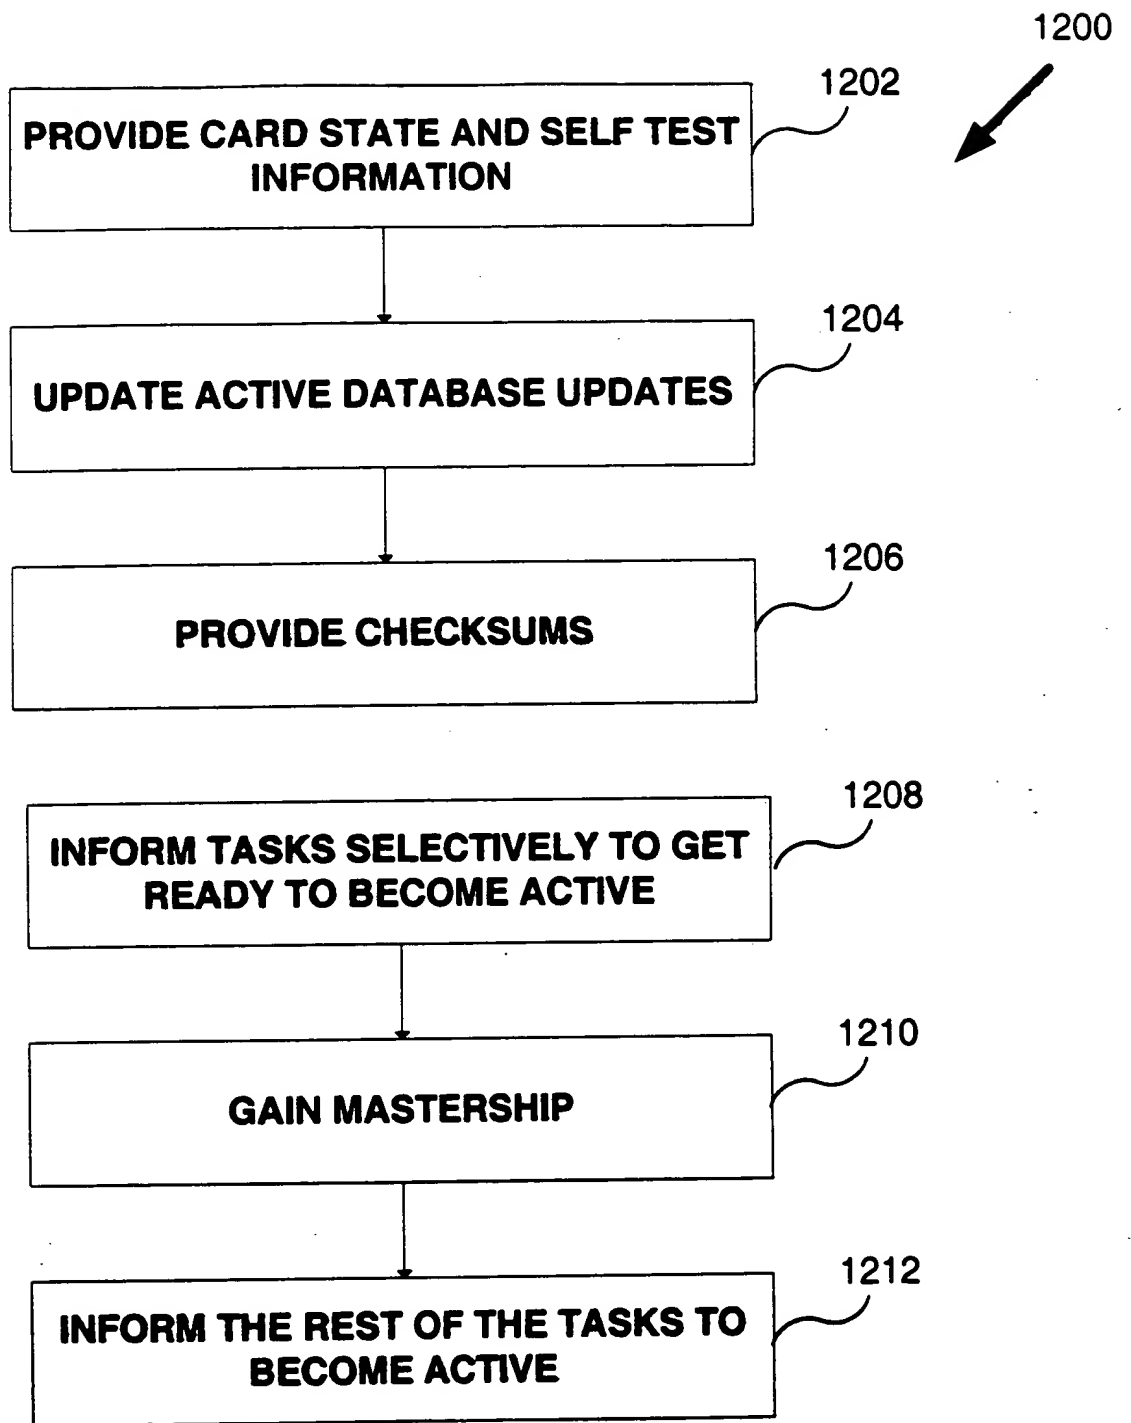 1200
1202
PROVIDE CARD STATE AND SELF TEST
INFORMATION
1204
UPDATE ACTIVE DATABASE UPDATES
1206
PROVIDE CHECKSUMS
1208
INFORM TASKS SELECTIVELY TO GET
READY TO BECOME ACTIVE
1210
GAIN MASTERSHIP
1212
INFORM THE REST OF THE TASKS TO
BECOME ACTIVE